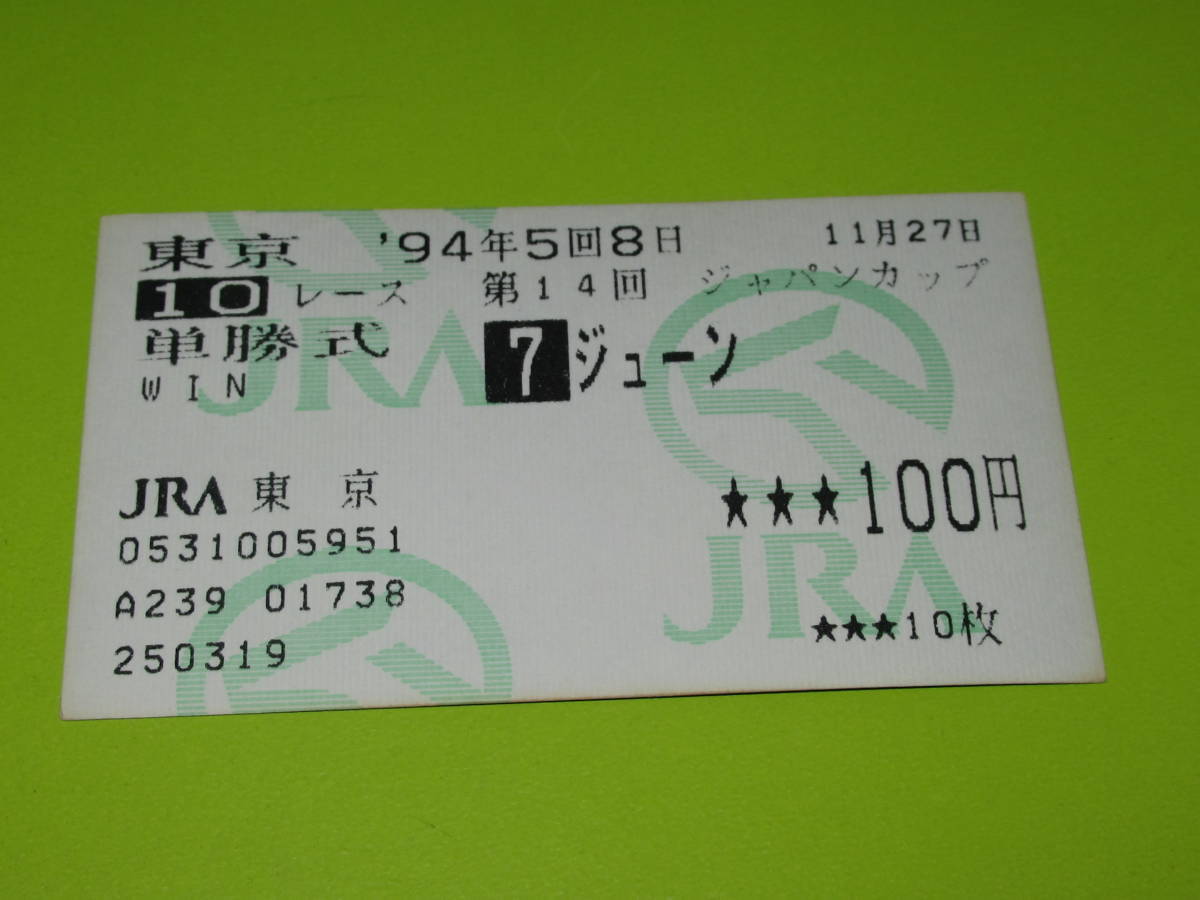 東京 '94年5回8日 11月27日
10 レース 第14回 ジャパンカップ
単勝式 7 ジューン
WIN
JRA
JRA 東京 ★★★100円
0531005951
JRA
A239 01738 ★★★10枚
250319